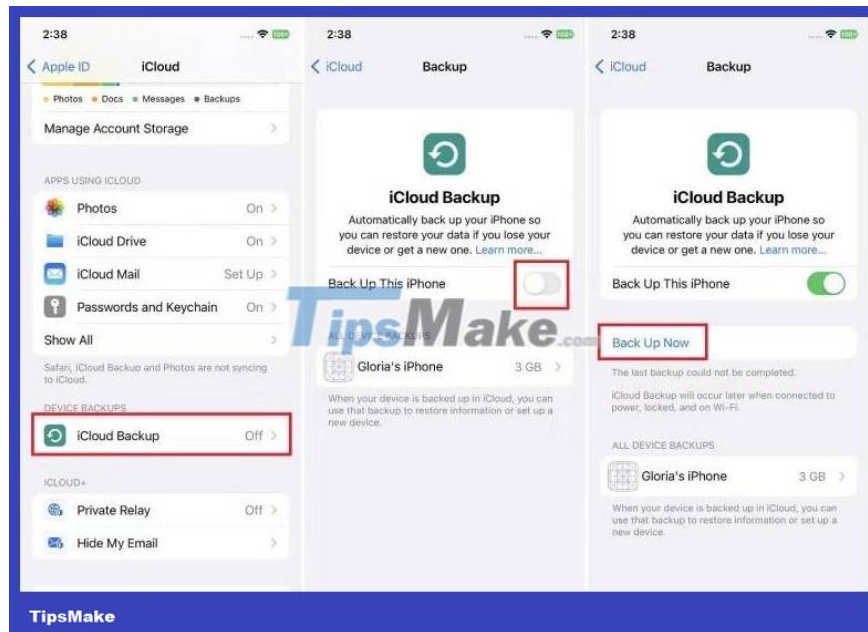 2:38
Apple ID
iCloud
Photos Docs Messages Backups
Manage Account Storage
APPS USING ICLOUD
Photos On
iCloud Drive On
iCloud Mail Set Up
Passwords and Keychain On
Show All
Safari, iCloud Backup and Photos are not syncing
to iCloud.
DEVICE BACKUPS
iCloud Backup Off
ICLOUD+
Private Relay Off
Hide My Email
2:38
iCloud
Backup
iCloud Backup
Automatically back up your iPhone so
you can restore your data if you lose your
device or get a new one. Learn more...
Back Up This iPhone
ALL DEVICE BACKUPS
Gloria's iPhone 3 GB
When your device is backed up in iCloud, you can
use that backup to restore information or set up a
new device.
2:38
iCloud
Backup
iCloud Backup
Automatically back up your iPhone so
you can restore your data if you lose your
device or get a new one. Learn more...
Back Up This iPhone
Back Up Now
The last backup could not be completed.
iCloud Backup will occur later when connected to
power, locked, and on Wi-Fi.
ALL DEVICE BACKUPS
Gloria's iPhone 3 GB
When your device is backed up in iCloud, you can
use that backup to restore information or set up a
new device.
TipsMake.com
TipsMake